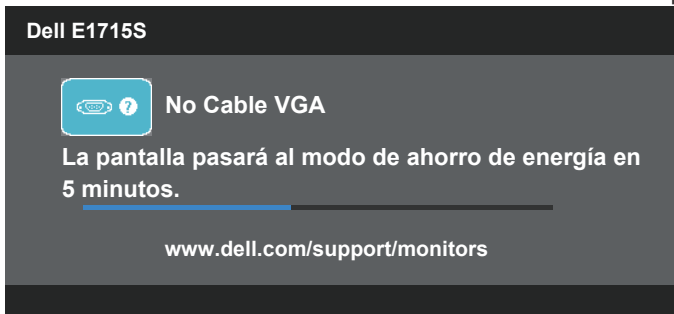 Dell E1715S
No Cable VGA
La pantalla pasará al modo de ahorro de energía en
5 minutos.
www.dell.com/support/monitors